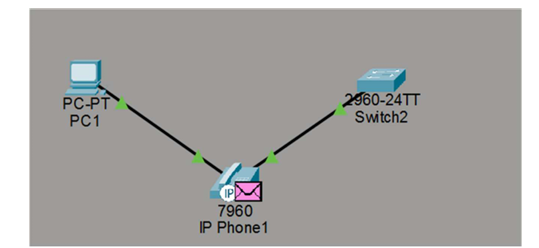 PC-PT
PC1
2960-24TT
Switch2
IP
7960
IP Phone1